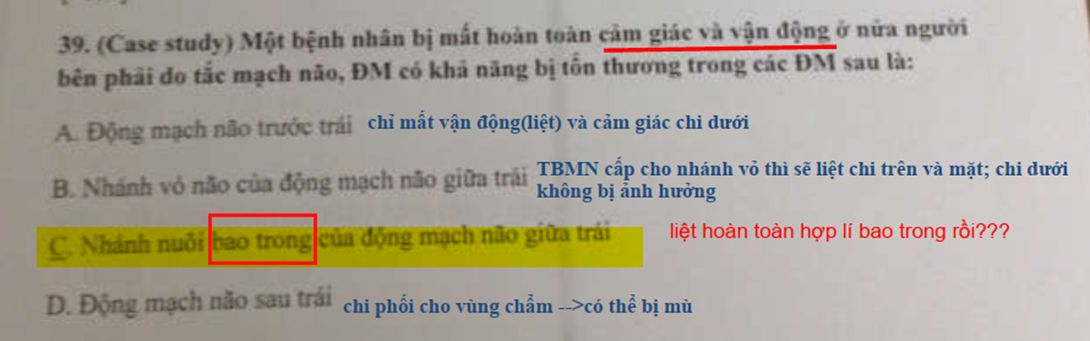 39. (Case study) Một bệnh nhân bị mất hoàn toàn cảm giác và vận động ở nửa người
bên phải do tắc mạch não, ĐM có khả năng bị tổn thương trong các ĐM sau là:
A. Động mạch não trước trái chỉ mất vận động(liệt) và cảm giác chi dưới
B. Nhánh vỏ não của động mạch não giữa trái TBMN cấp cho nhánh vỏ thì sẽ liệt chi trên và mặt; chi dưới
không bị ảnh hưởng
C. Nhánh nuôi bao trong của động mạch não giữa trái liệt hoàn toàn hợp lí bao trong rồi???
D. Động mạch não sau trái chi phối cho vùng chẩm -->có thể bị mù